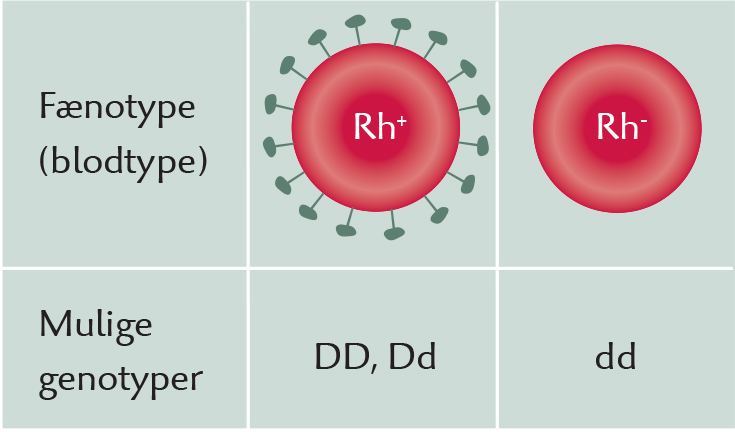 Fænotype
(blodtype)
Rh⁺
Rh⁻
Mulige
genotyper
DD, Dd
dd